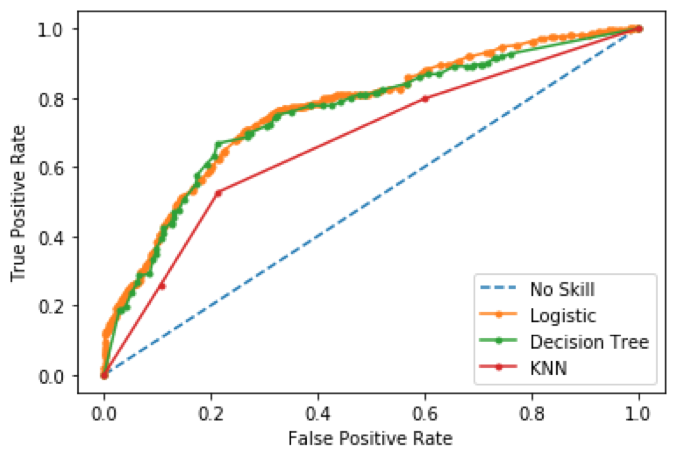 1.0
0.8
0.6
0.4
0.2
0.0
True Positive Rate
No Skill
Logistic
Decision Tree
KNN
0.0 0.2 0.4 0.6 0.8 1.0
False Positive Rate